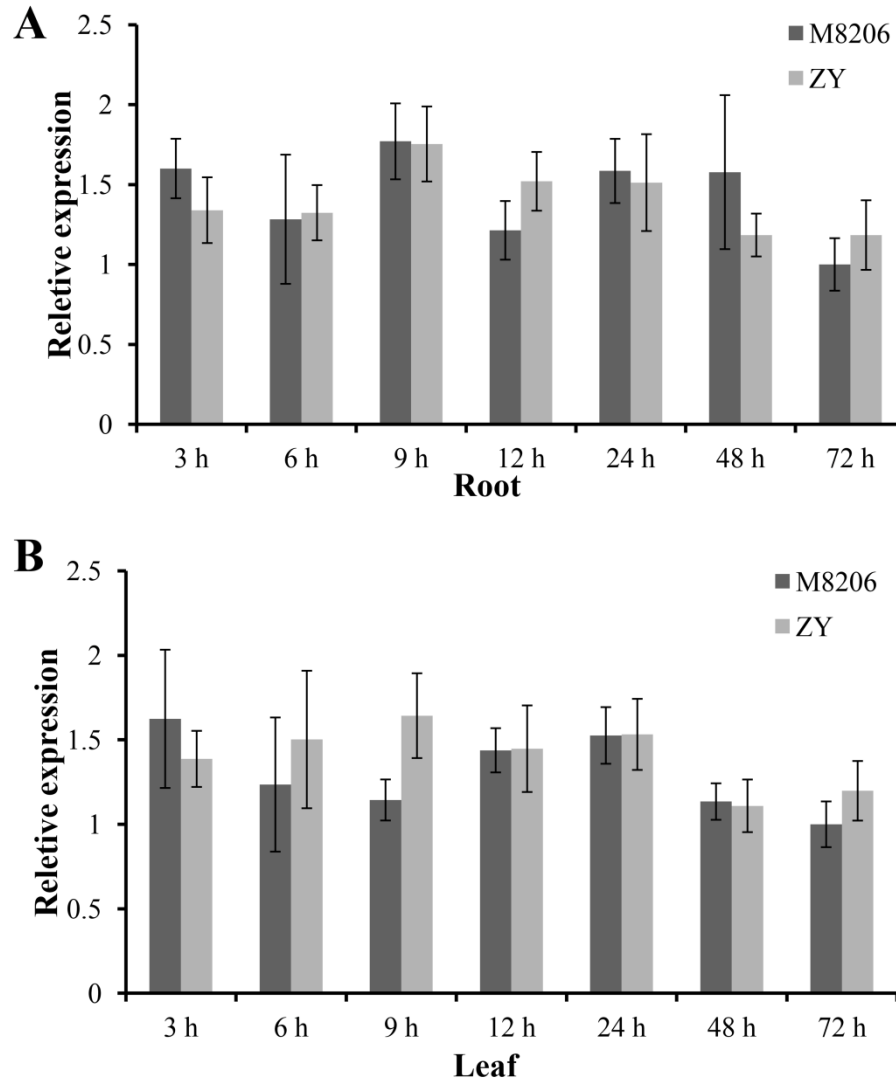 A
2.5
2
1.5
1
0.5
0
Reletive expression
M8206
ZY
3 h 6 h 9 h 12 h 24 h 48 h 72 h
Root
B
2.5
2
1.5
1
0.5
0
Reletive expression
M8206
ZY
3 h 6 h 9 h 12 h 24 h 48 h 72 h
Leaf